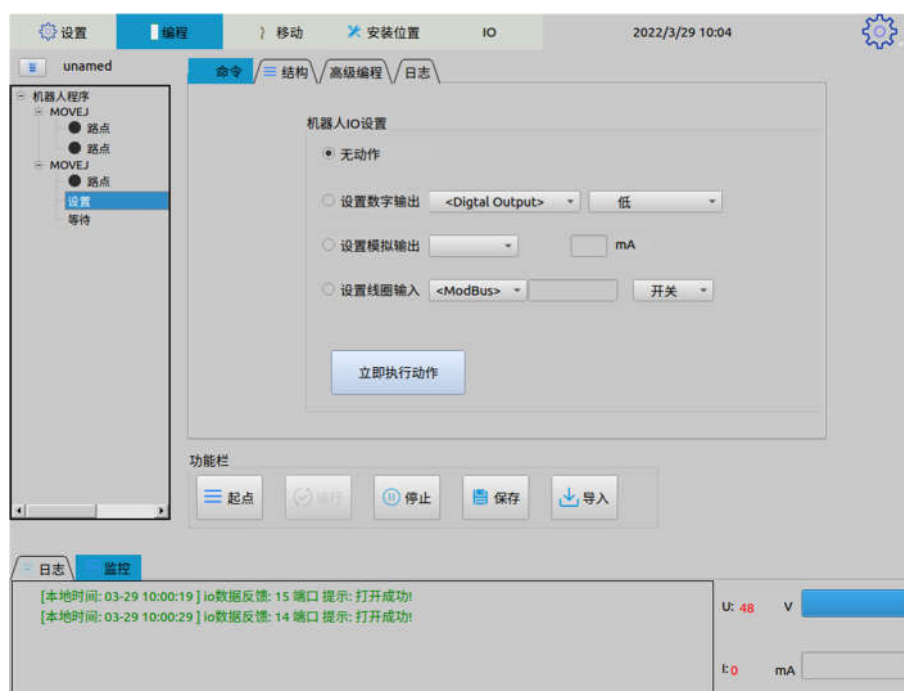 设置 编程 移动 安装位置 IO 2022/3/29 10:04
unamed 命令 结构 高级编程 日志
机器人程序
MOVEJ
路点
路点
MOVEJ
路点
设置
等待
机器人IO设置
无动作
设置数字输出 <Digtal Output> 低
设置模拟输出 mA
设置线圈输入 <ModBus> 开关
立即执行动作
功能栏
起点 运行 停止 保存 导入
日志 监控
[本地时间: 03-29 10:00:19 ] io数据反馈: 15 端口 提示: 打开成功!
[本地时间: 03-29 10:00:29 ] io数据反馈: 14 端口 提示: 打开成功!
U: 48 V
I: 0 mA